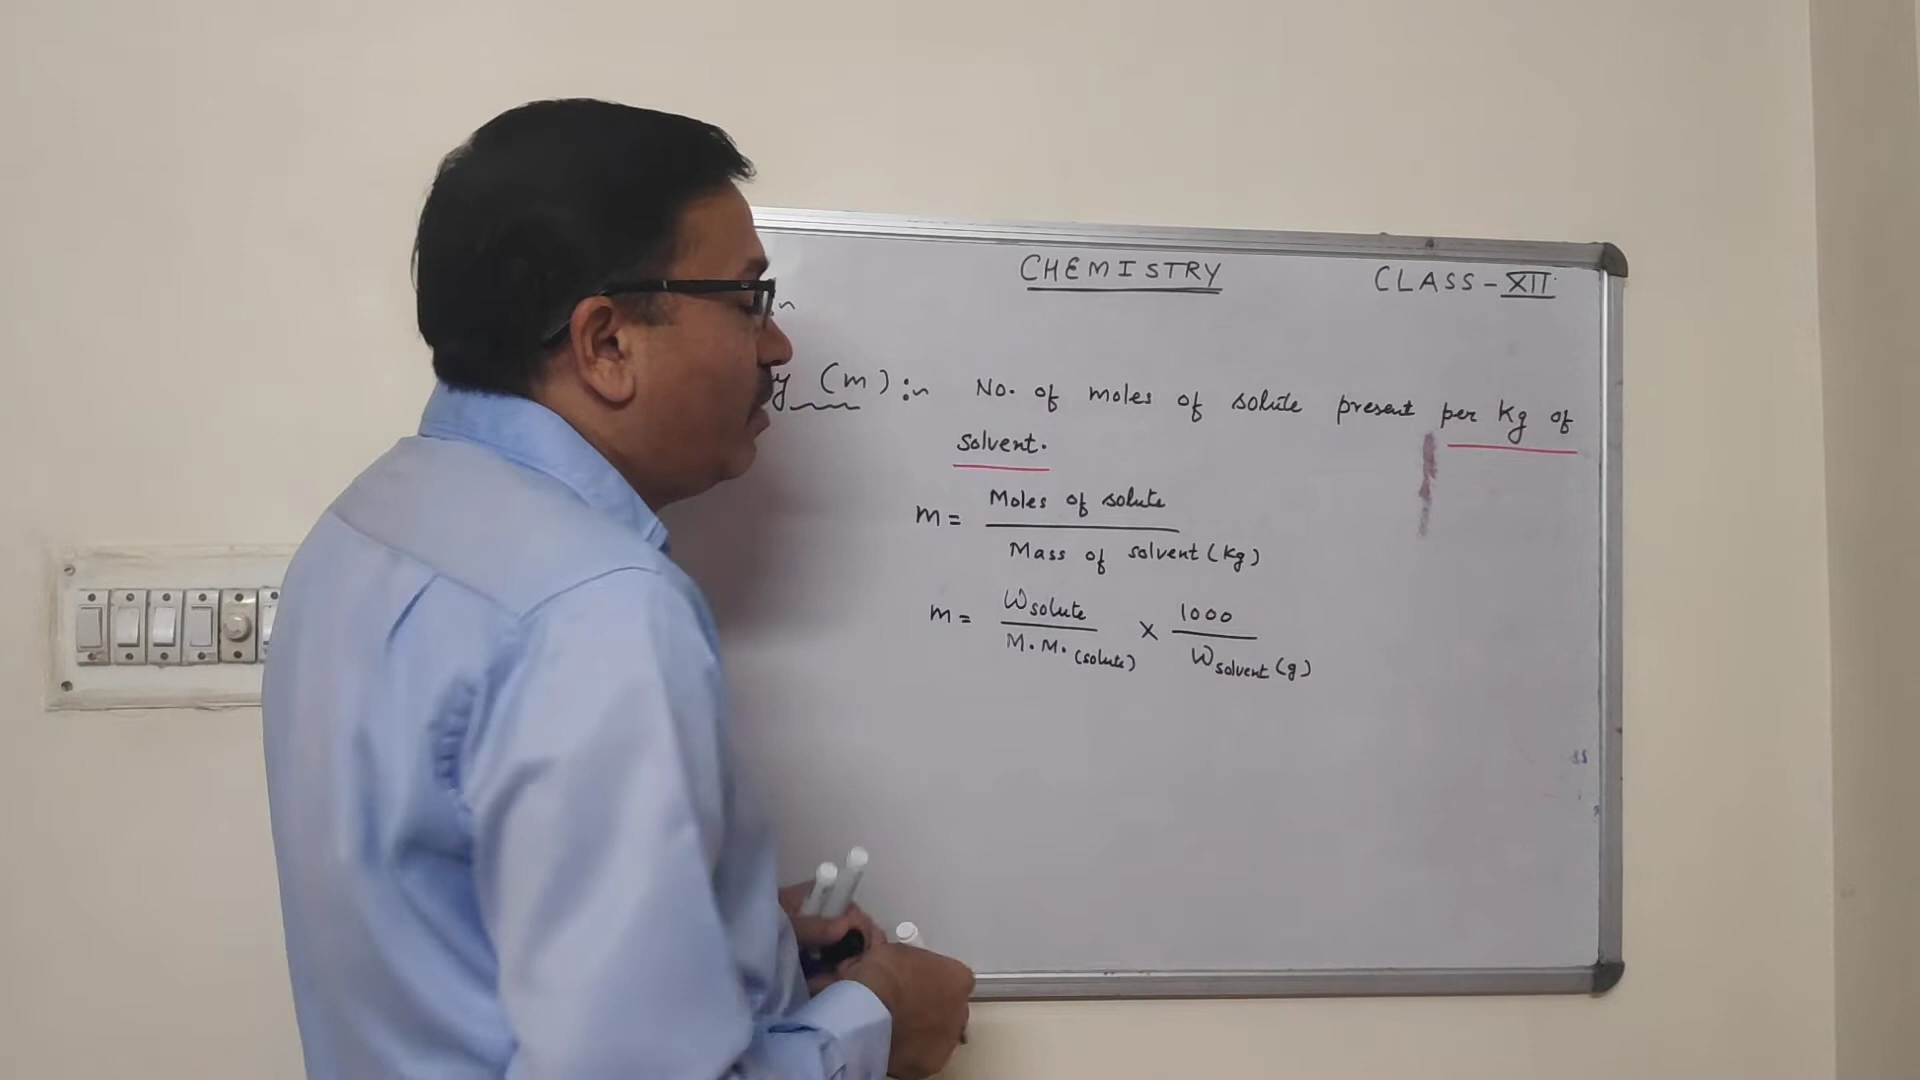 CHEMISTRY CLASS - XII
(m) :~ No. of moles of solute present per Kg of
solvent.
m = Moles of solute
Mass of solvent (Kg)
m = Wsolute × 1000
M.M. (solute) Wsolvent (g)